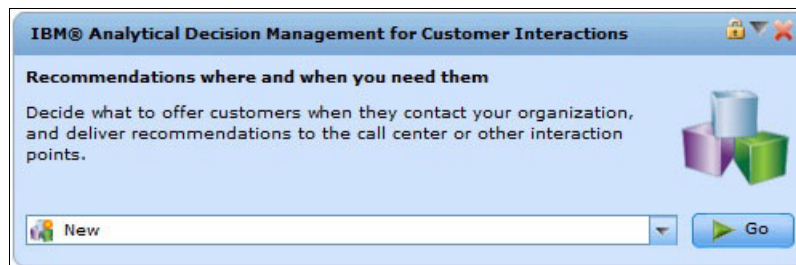 IBM® Analytical Decision Management for Customer Interactions
Recommendations where and when you need them
Decide what to offer customers when they contact your organization,
and deliver recommendations to the call center or other interaction
points.
New
Go